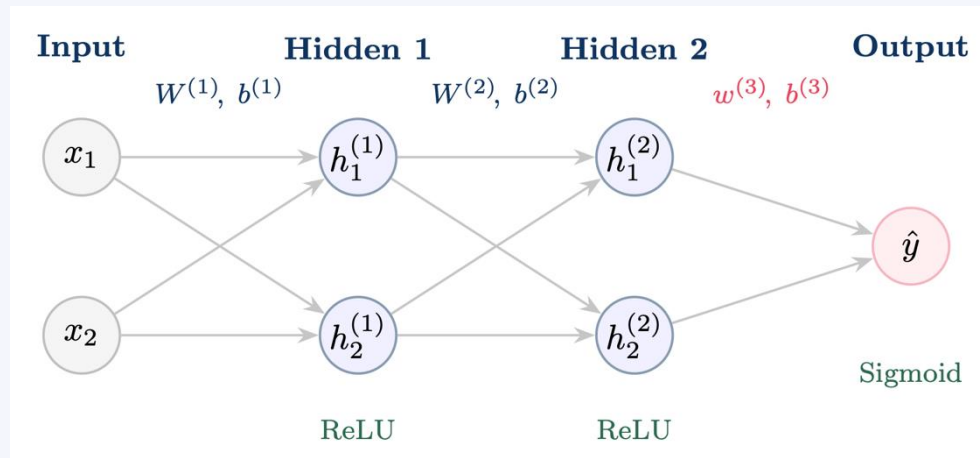 Input Hidden 1 Hidden 2 Output
W^{(1)}, b^{(1)} W^{(2)}, b^{(2)} w^{(3)}, b^{(3)}
x_1 h_1^{(1)} h_1^{(2)}
ŷ
x_2 h_2^{(1)} h_2^{(2)}
Sigmoid
ReLU ReLU